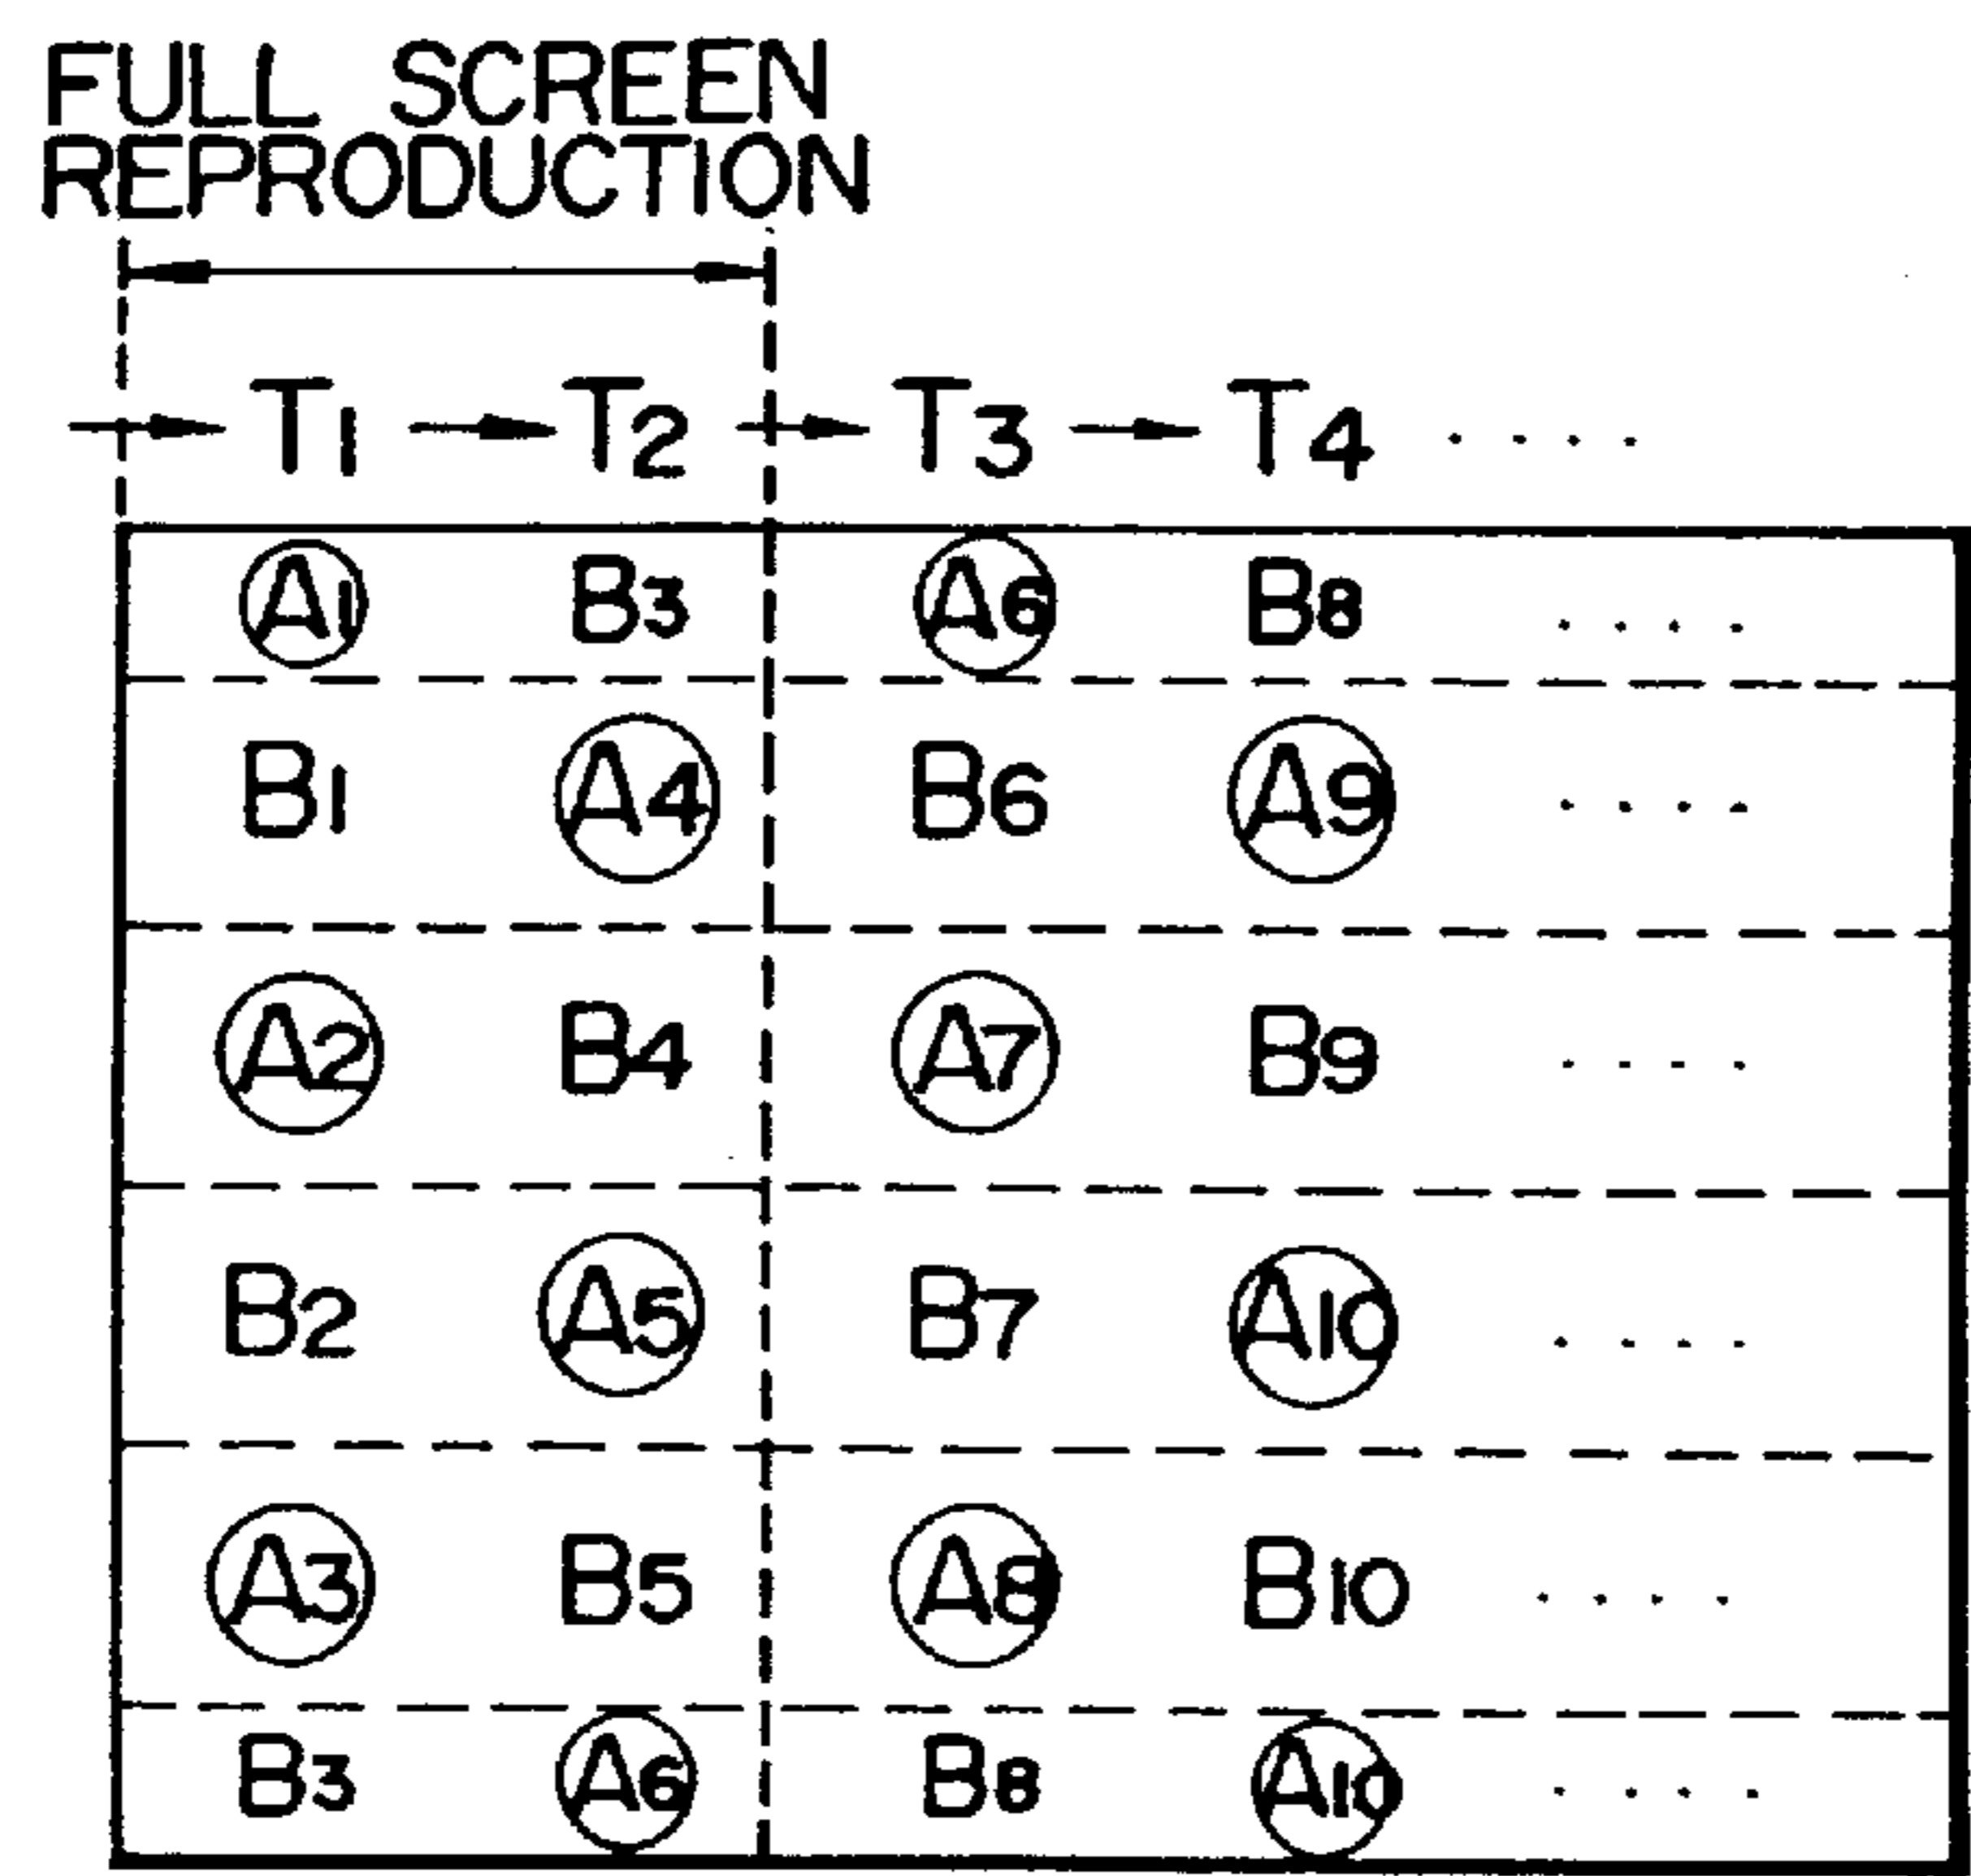 FULL SCREEN
REPRODUCTION
T1 T2 T3 T4 ....
A1 B3 A6 B8 ....
B1 A4 B6 A9 ....
A2 B4 A7 B9 ....
B2 A5 B7 A10 ....
A3 B5 A8 B10 ....
B3 A6 B8 A10 ....